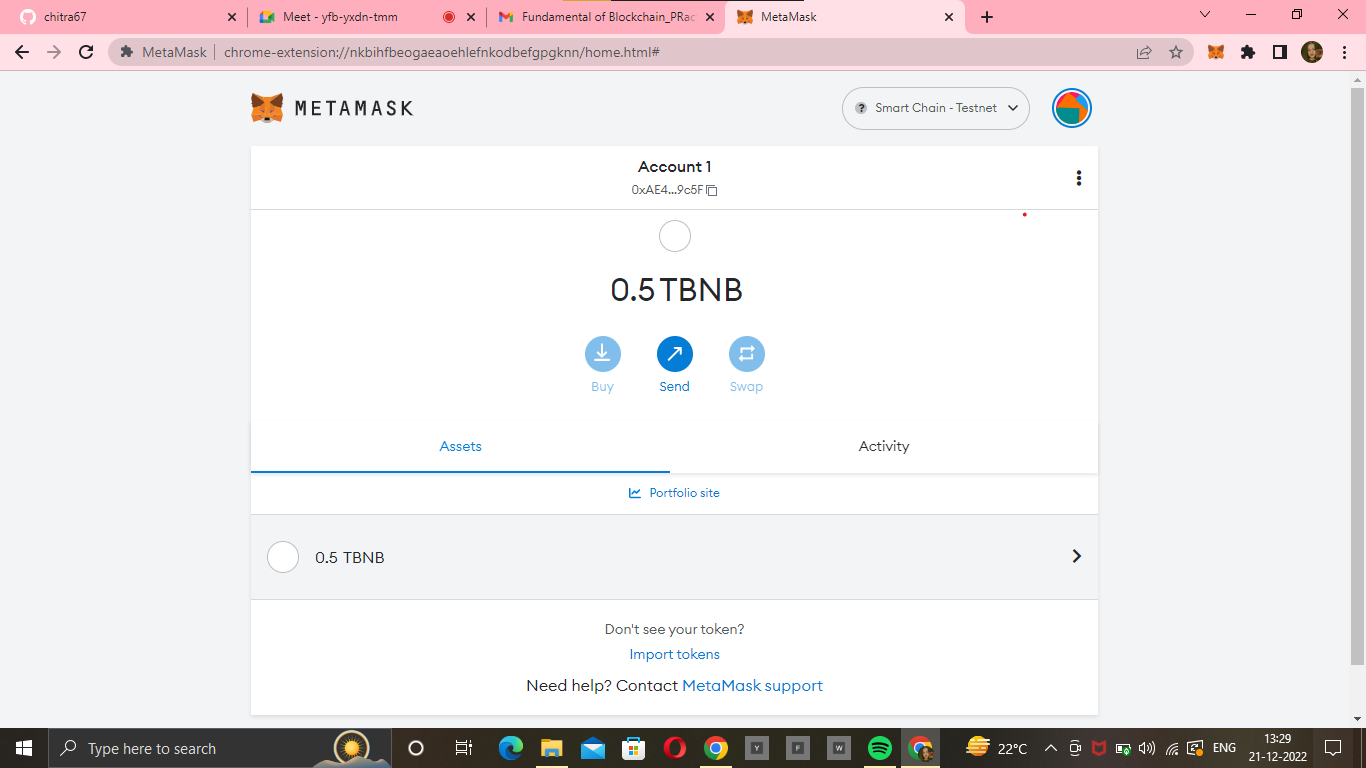 chitra67
Meet - yfb-yxdn-tmm
Fundamental of Blockchain_PRac
MetaMask
MetaMask
chrome-extension://nkbihfbeogaeaoehlefnkodbefgpgknn/home.html#
METAMASK
? Smart Chain - Testnet
Account 1
0xAE4...9c5F
0.5 TBNB
Buy
Send
Swap
Assets
Activity
Portfolio site
0.5 TBNB
Don't see your token?
Import tokens
Need help? Contact MetaMask support
Type here to search
Y
F
W
22°C
ENG
13:29
21-12-2022